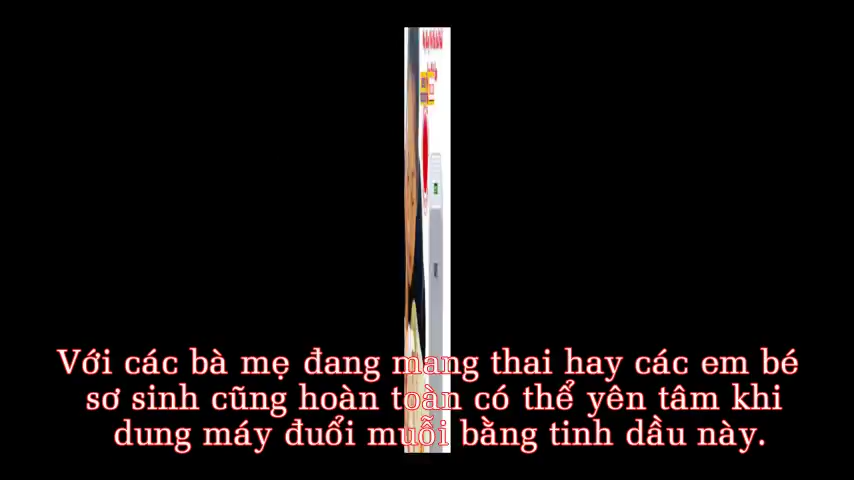 Với các bà mẹ đang mang thai hay các em bé
sơ sinh cũng hoàn toàn có thể yên tâm khi
dung máy đuổi muỗi bằng tinh dầu này.